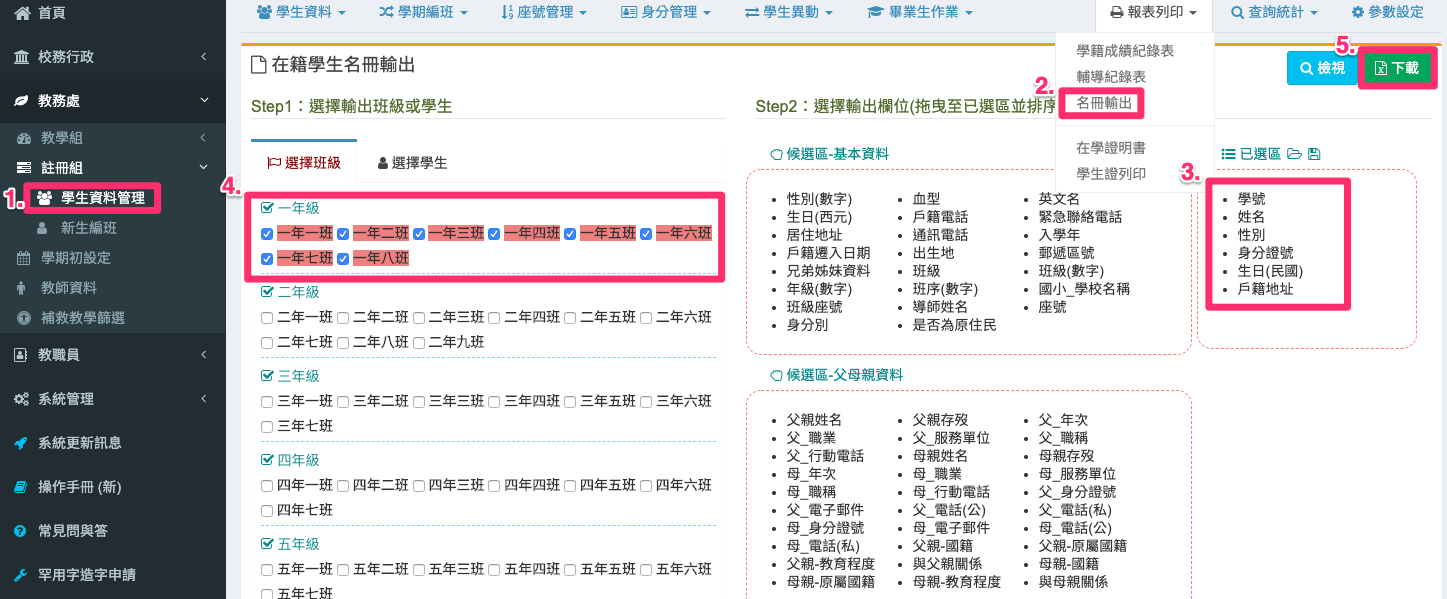 首頁
校務行政
教務處
教學組
註冊組
1.
學生資料管理
新生編班
學期初設定
教師資料
補救教學篩選
教職員
系統管理
系統更新訊息
操作手冊 (新)
常見問與答
罕用字造字申請
學生資料 學期編班 座號管理 身分管理 學生異動 畢業生作業 報表列印 查詢統計 參數設定
學籍成績紀錄表
輔導紀錄表
2.
名冊輸出
在學證明書
學生證列印
在籍學生名冊輸出
檢視
5.
下載
Step1：選擇輸出班級或學生
選擇班級 選擇學生
4.
一年級
一年一班 一年二班 一年三班 一年四班 一年五班 一年六班
一年七班 一年八班
二年級
二年一班 二年二班 二年三班 二年四班 二年五班 二年六班
二年七班 二年八班 二年九班
三年級
三年一班 三年二班 三年三班 三年四班 三年五班 三年六班
三年七班
四年級
四年一班 四年二班 四年三班 四年四班 四年五班 四年六班
四年七班
五年級
五年一班 五年二班 五年三班 五年四班 五年五班 五年六班
五年七班
Step2：選擇輸出欄位(拖曳至已選區並排序
候選區-基本資料
性別(數字) 血型 英文名
生日(西元) 戶籍電話 緊急聯絡電話
居住地址 通訊電話 入學年
戶籍遷入日期 出生地 郵遞區號
兄弟姊妹資料 班級 班級(數字)
年級(數字) 班序(數字) 國小_學校名稱
班級座號 導師姓名 座號
身分別 是否為原住民
已選區
3.
學號
姓名
性別
身分證號
生日(民國)
戶籍地址
候選區-父母親資料
父親姓名 父親存歿 父_年次
父_職業 父_服務單位 父_職稱
父_行動電話 母親姓名 母親存歿
母_年次 母_職業 母_服務單位
母_職稱 母_行動電話 父_身分證號
父_電子郵件 父_電話(公) 父_電話(私)
母_身分證號 母_電子郵件 母_電話(公)
母_電話(私) 父親-國籍 父親-原屬國籍
父親-教育程度 與父親關係 母親-國籍
母親-原屬國籍 母親-教育程度 與母親關係